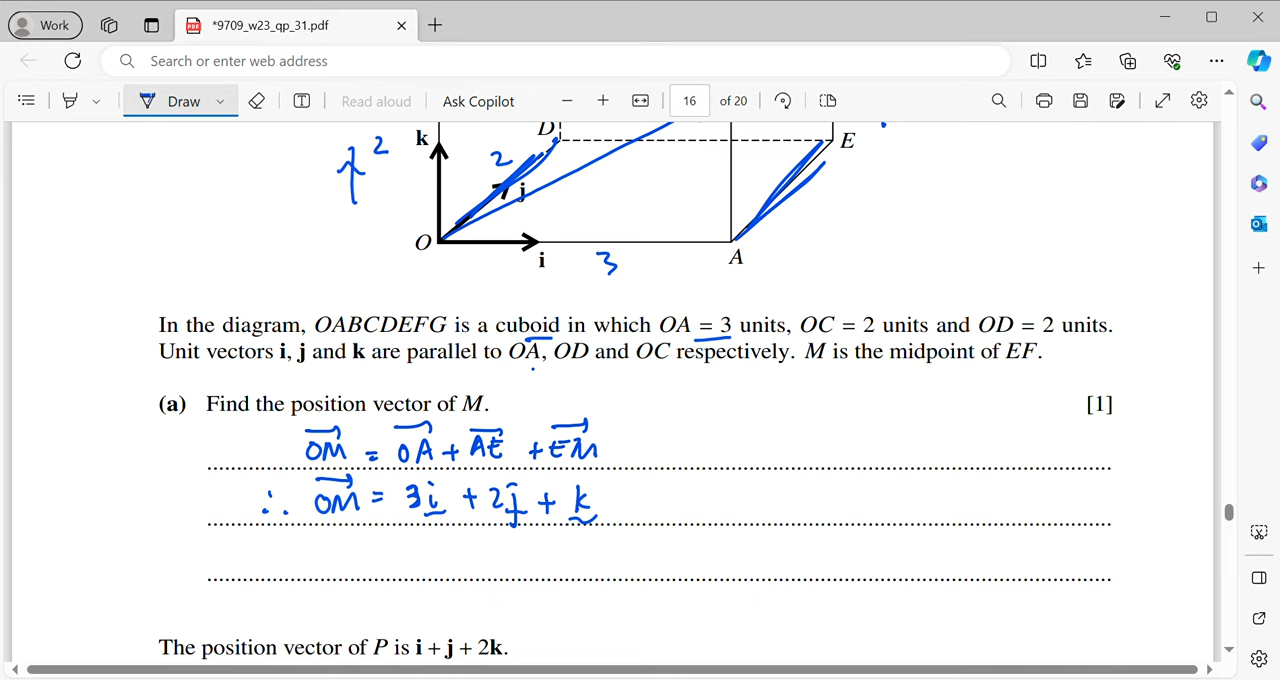 Work
*9709_w23_qp_31.pdf
Search or enter web address
Draw
Read aloud
Ask Copilot
16 of 20
k
2
D
2
j
E
O
i
3
A
In the diagram, OABCDEFG is a cuboid in which OA = 3 units, OC = 2 units and OD = 2 units.
Unit vectors i, j and k are parallel to OA, OD and OC respectively. M is the midpoint of EF.
(a) Find the position vector of M. [1]
OM = OA + AE + EM
∴ OM = 3i + 2j + k
The position vector of P is i + j + 2k.